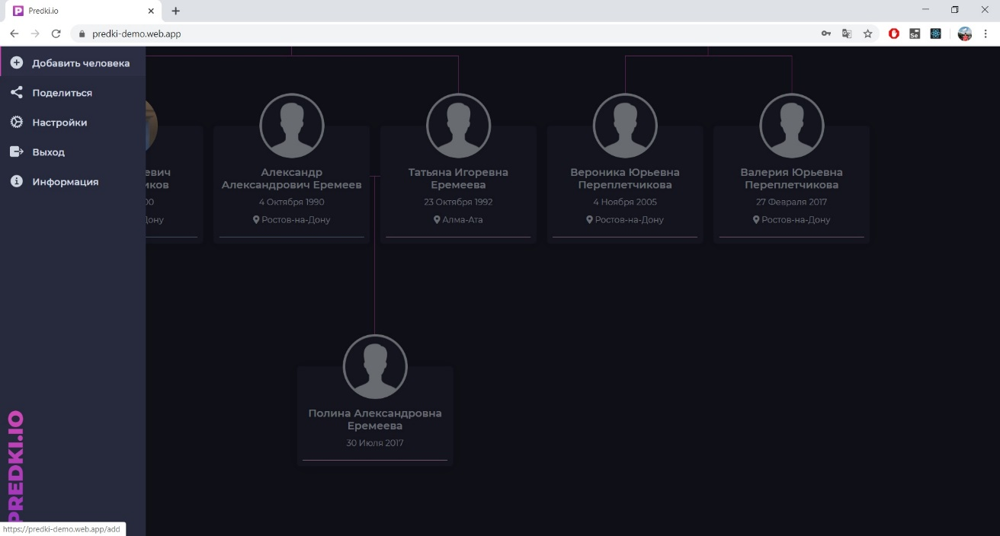 Predki.io
predki-demo.web.app
Добавить человека
Поделиться
Настройки
Выход
Информация
евич
иков
00
Дону
Александр
Александрович Еремеев
4 Октября 1990
Ростов-на-Дону
Татьяна Игоревна
Еремеева
23 Октября 1992
Алма-Ата
Вероника Юрьевна
Переплетчикова
4 Ноября 2005
Ростов-на-Дону
Валерия Юрьевна
Переплетчикова
27 Февраля 2017
Ростов-на-Дону
Полина Александровна
Еремеева
30 Июля 2017
PREDKI.IO
https://predki-demo.web.app/add